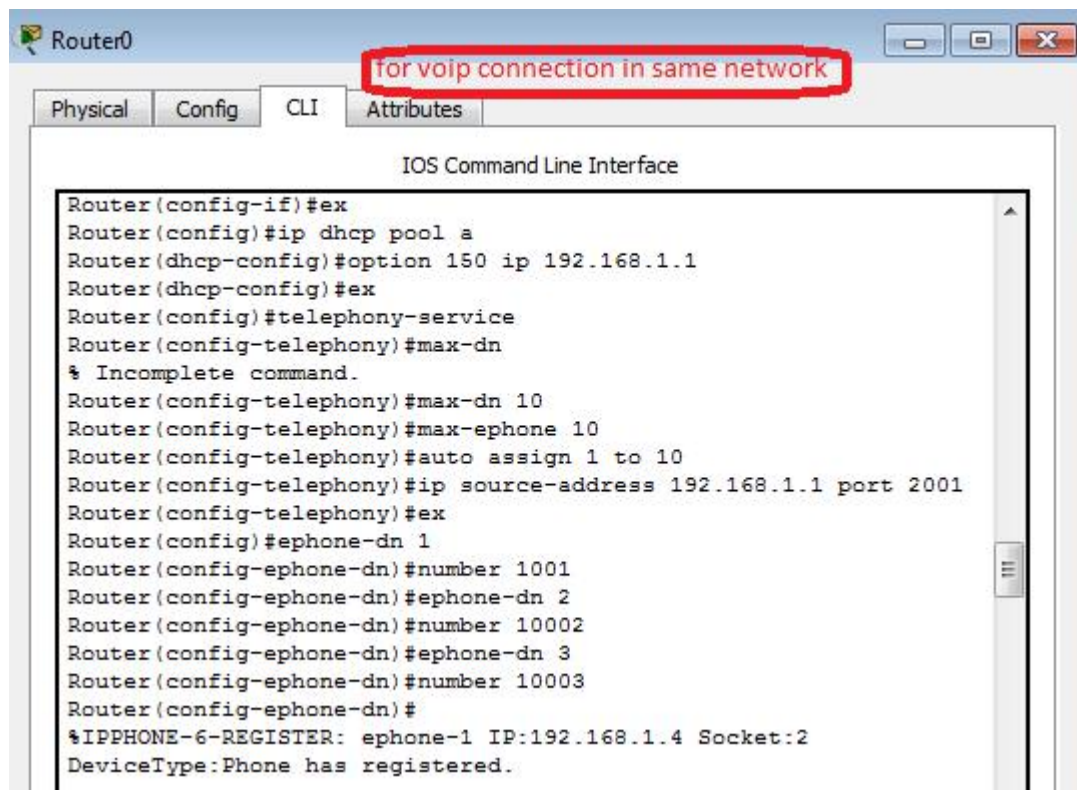 Router0
for voip connection in same network
Physical Config CLI Attributes
IOS Command Line Interface
Router(config-if)#ex
Router(config)#ip dhcp pool a
Router(dhcp-config)#option 150 ip 192.168.1.1
Router(dhcp-config)#ex
Router(config)#telephony-service
Router(config-telephony)#max-dn
% Incomplete command.
Router(config-telephony)#max-dn 10
Router(config-telephony)#max-ephone 10
Router(config-telephony)#auto assign 1 to 10
Router(config-telephony)#ip source-address 192.168.1.1 port 2001
Router(config-telephony)#ex
Router(config)#ephone-dn 1
Router(config-ephone-dn)#number 1001
Router(config-ephone-dn)#ephone-dn 2
Router(config-ephone-dn)#number 10002
Router(config-ephone-dn)#ephone-dn 3
Router(config-ephone-dn)#number 10003
Router(config-ephone-dn)#
%IPPHONE-6-REGISTER: ephone-1 IP:192.168.1.4 Socket:2
DeviceType:Phone has registered.